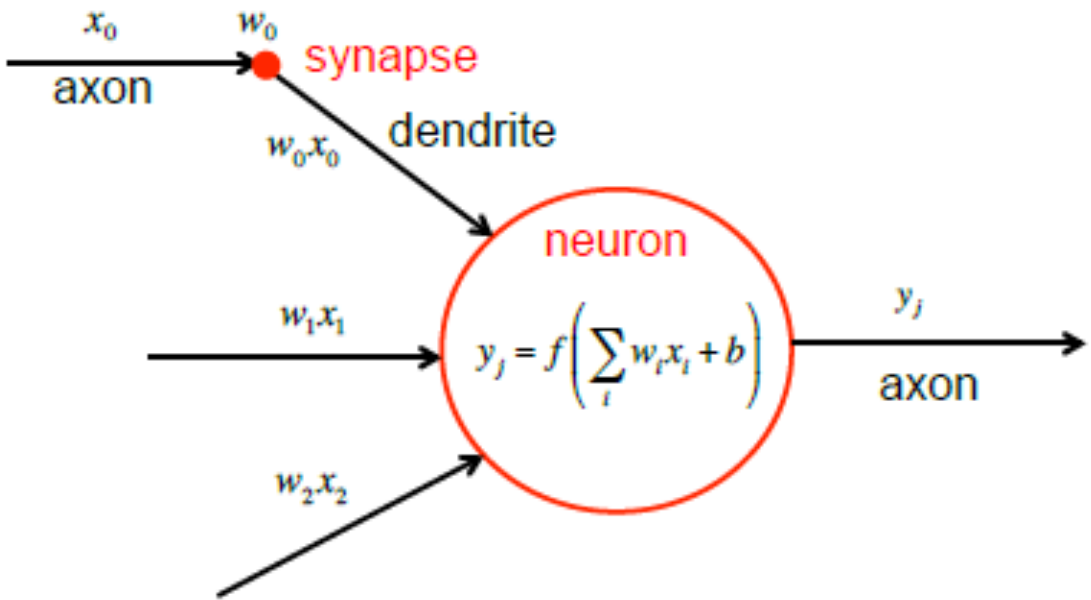 x₀
w₀
synapse
axon
dendrite
w₀x₀
neuron
w₁x₁
yⱼ = f(∑ᵢ wᵢxᵢ + b)
yⱼ
axon
w₂x₂